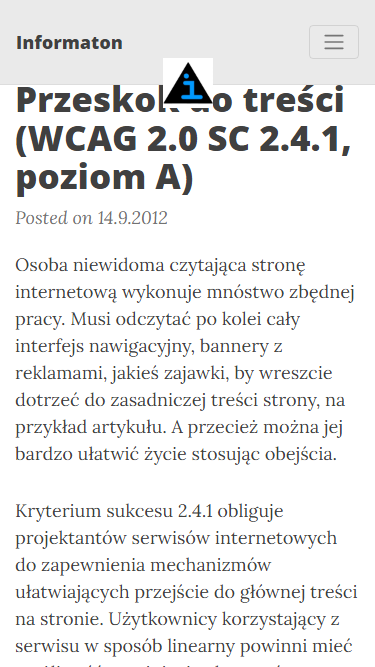 Informaton
Przeskok do treści
(WCAG 2.0 SC 2.4.1,
poziom A)
Posted on 14.9.2012
Osoba niewidoma czytająca stronę
internetową wykonuje mnóstwo zbędnej
pracy. Musi odczytać po kolei cały
interfejs nawigacyjny, bannery z
reklamami, jakieś zajawki, by wreszcie
dotrzeć do zasadniczej treści strony, na
przykład artykułu. A przecież można jej
bardzo ułatwić życie stosując obejścia.
Kryterium sukcesu 2.4.1 obliguje
projektantów serwisów internetowych
do zapewnienia mechanizmów
ułatwiających przejście do głównej treści
na stronie. Użytkownicy korzystający z
serwisu w sposób linearny powinni mieć